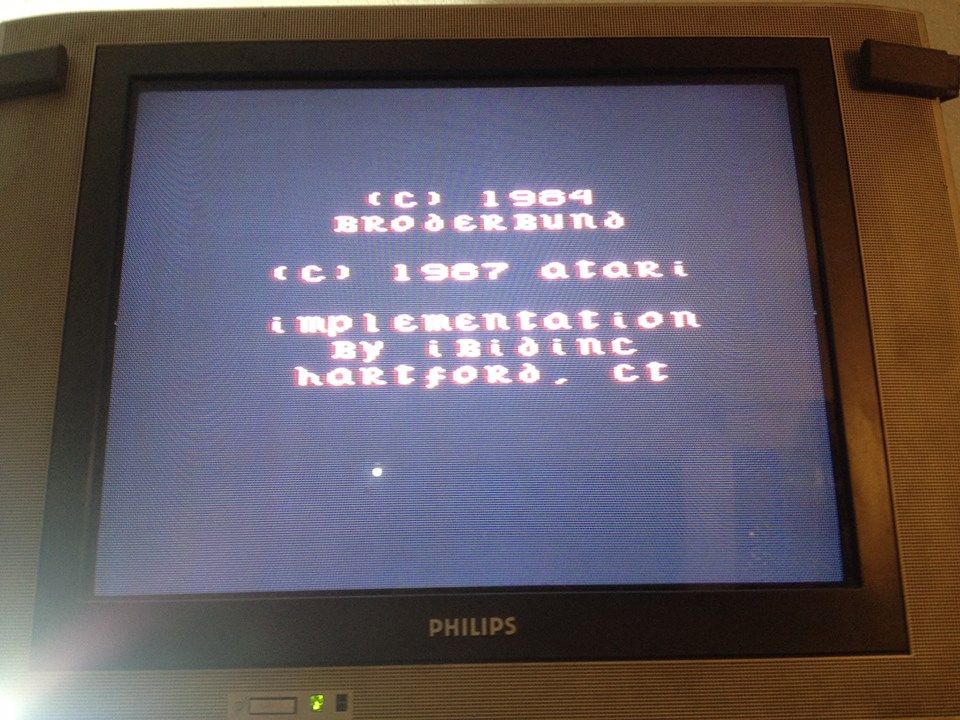 (C) 1984
BRODERBUND
(C) 1987 ATARI
IMPLEMENTATION
BY IBIDINC
HARTFORD, CT
PHILIPS